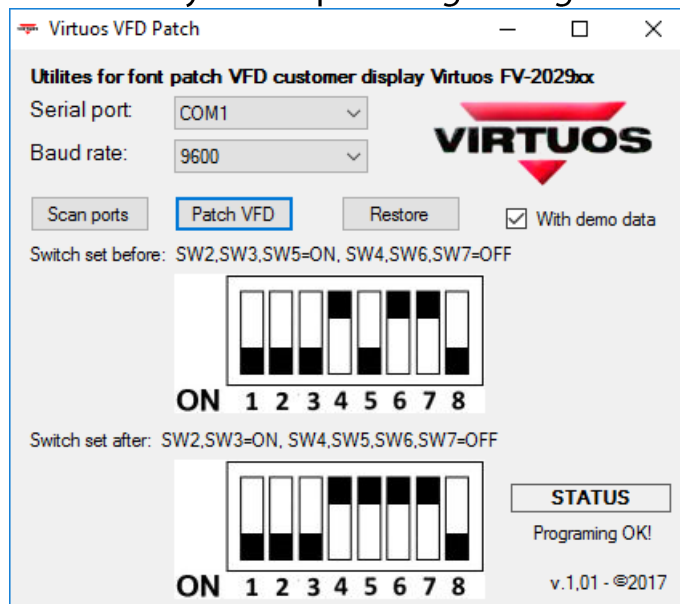 Virtuos VFD Patch
Utilites for font patch VFD customer display Virtuos FV-2029xx
Serial port: COM1
VIRTUOS
Baud rate: 9600
Scan ports Patch VFD Restore With demo data
Switch set before: SW2,SW3,SW5=ON, SW4,SW6,SW7=OFF
ON 1 2 3 4 5 6 7 8
Switch set after: SW2,SW3=ON, SW4,SW5,SW6,SW7=OFF
STATUS
Programing OK!
ON 1 2 3 4 5 6 7 8
v.1,01 - ©2017